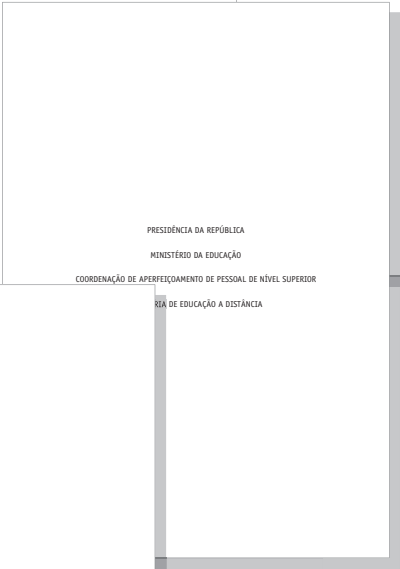 PRESIDÊNCIA DA REPÚBLICA
MINISTÉRIO DA EDUCAÇÃO
COORDENAÇÃO DE APERFEIÇOAMENTO DE PESSOAL DE NÍVEL SUPERIOR
DE EDUCAÇÃO A DISTÂNCIA